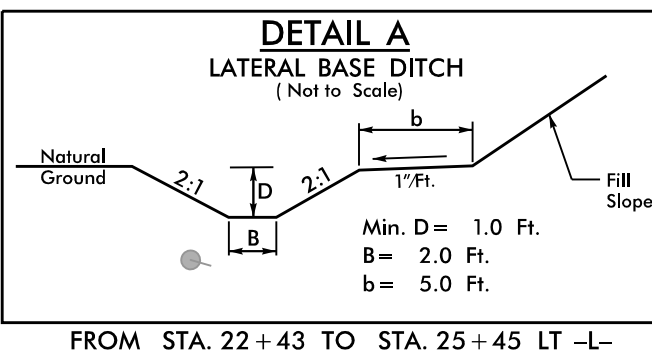 DETAIL A
LATERAL BASE DITCH
( Not to Scale)
b
Natural
Ground
2:1
D
2:1
1"/Ft.
Fill
Slope
B
Min. D = 1.0 Ft.
B = 2.0 Ft.
b = 5.0 Ft.
FROM STA. 22+43 TO STA. 25+45 LT -L-